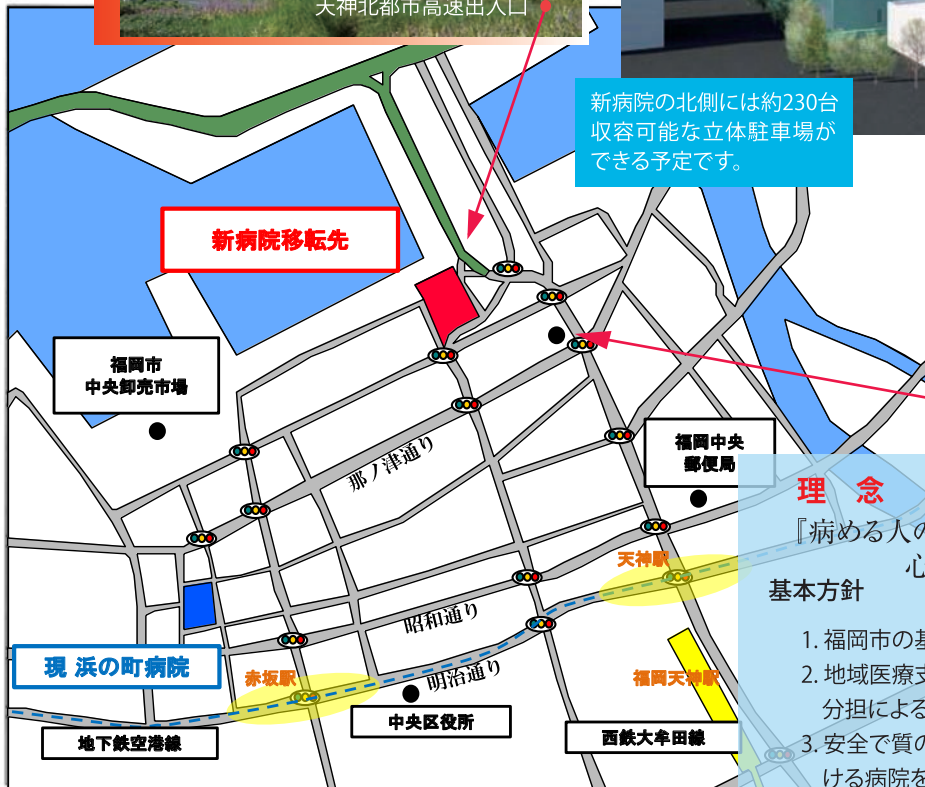 天神北都市高速出入口
新病院の北側には約230台
収容可能な立体駐車場が
できる予定です。
新病院移転先
福岡市
中央卸売市場
那ノ津通り
福岡中央
郵便局
理 念
『病める人の
心
基本方針
天神駅
昭和通り
1. 福岡市の基
現 浜の町病院
赤坂駅
明治通り
福岡天神駅
2. 地域医療支
分担による
中央区役所
地下鉄空港線
西鉄大牟田線
3. 安全で質の
ける病院を